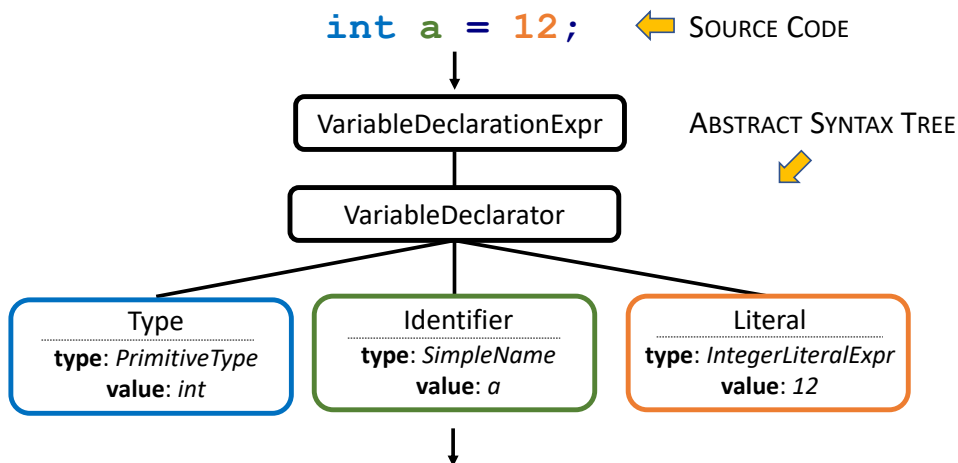 int a = 12;
SOURCE CODE
VariableDeclarationExpr
ABSTRACT SYNTAX TREE
VariableDeclarator
Type
type: PrimitiveType
value: int
Identifier
type: SimpleName
value: a
Literal
type: IntegerLiteralExpr
value: 12